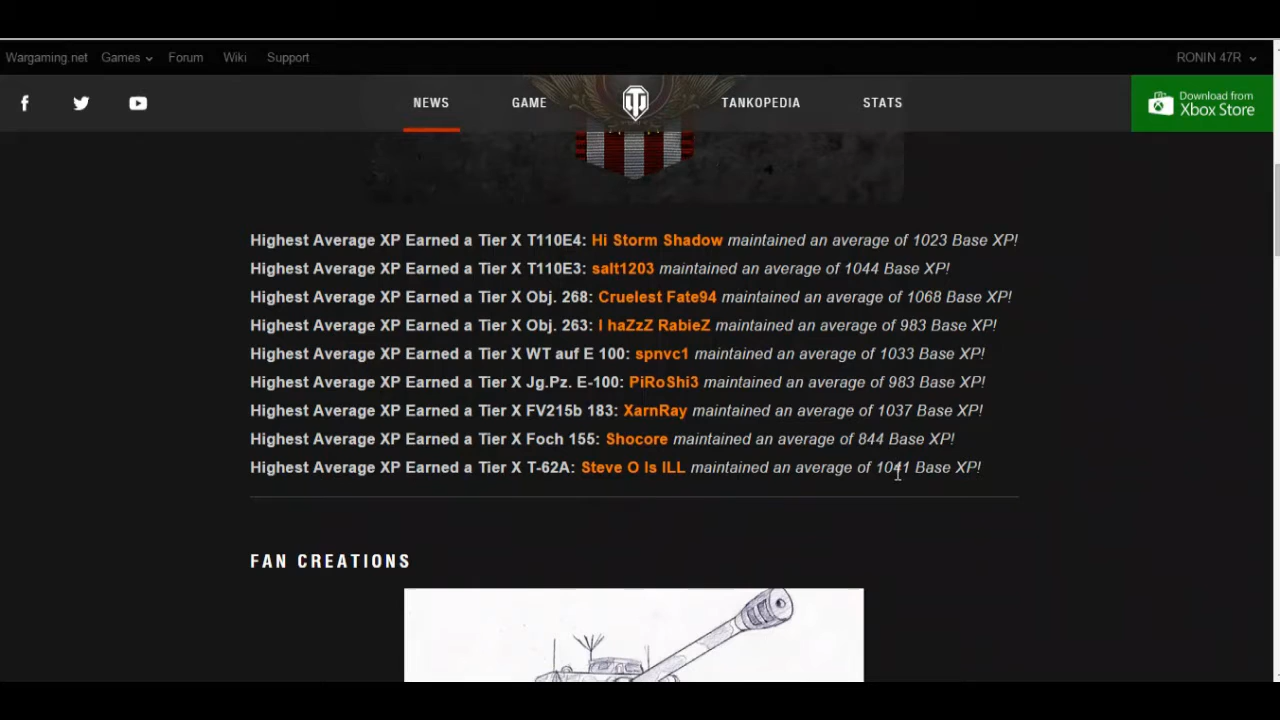 Wargaming.net Games Forum Wiki Support RONIN 47R
NEWS GAME TANKOPEDIA STATS Download from
Xbox Store
Highest Average XP Earned a Tier X T110E4: Hi Storm Shadow maintained an average of 1023 Base XP!
Highest Average XP Earned a Tier X T110E3: salt1203 maintained an average of 1044 Base XP!
Highest Average XP Earned a Tier X Obj. 268: Cruelest Fate94 maintained an average of 1068 Base XP!
Highest Average XP Earned a Tier X Obj. 263: I haZzZ RabieZ maintained an average of 983 Base XP!
Highest Average XP Earned a Tier X WT auf E 100: spnvc1 maintained an average of 1033 Base XP!
Highest Average XP Earned a Tier X Jg.Pz. E-100: PiRoShi3 maintained an average of 983 Base XP!
Highest Average XP Earned a Tier X FV215b 183: XarnRay maintained an average of 1037 Base XP!
Highest Average XP Earned a Tier X Foch 155: Shocore maintained an average of 844 Base XP!
Highest Average XP Earned a Tier X T-62A: Steve O Is ILL maintained an average of 1041 Base XP!
FAN CREATIONS